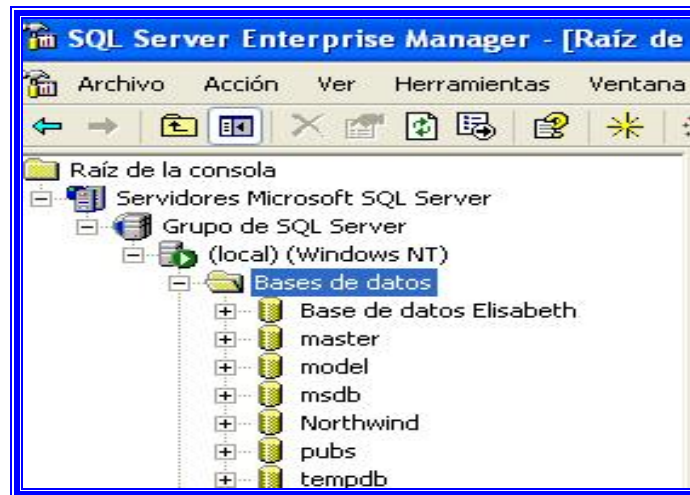 SQL Server Enterprise Manager - [Raíz de
Archivo Acción Ver Herramientas Ventana
Raíz de la consola
Servidores Microsoft SQL Server
Grupo de SQL Server
(local) (Windows NT)
Bases de datos
Base de datos Elisabeth
master
model
msdb
Northwind
pubs
tempdb